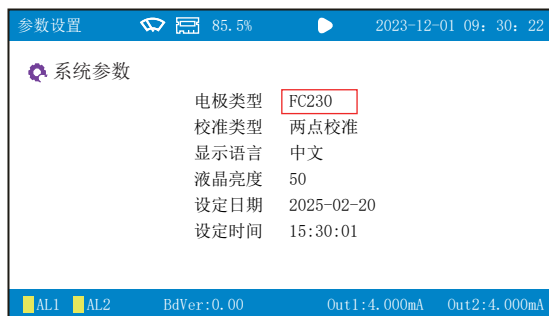 参数设置 85.5% 2023-12-01 09：30：22
系统参数
电极类型 FC230
校准类型 两点校准
显示语言 中文
液晶亮度 50
设定日期 2025-02-20
设定时间 15:30:01
AL1 AL2 BdVer:0.00 Out1:4.000mA Out2:4.000mA